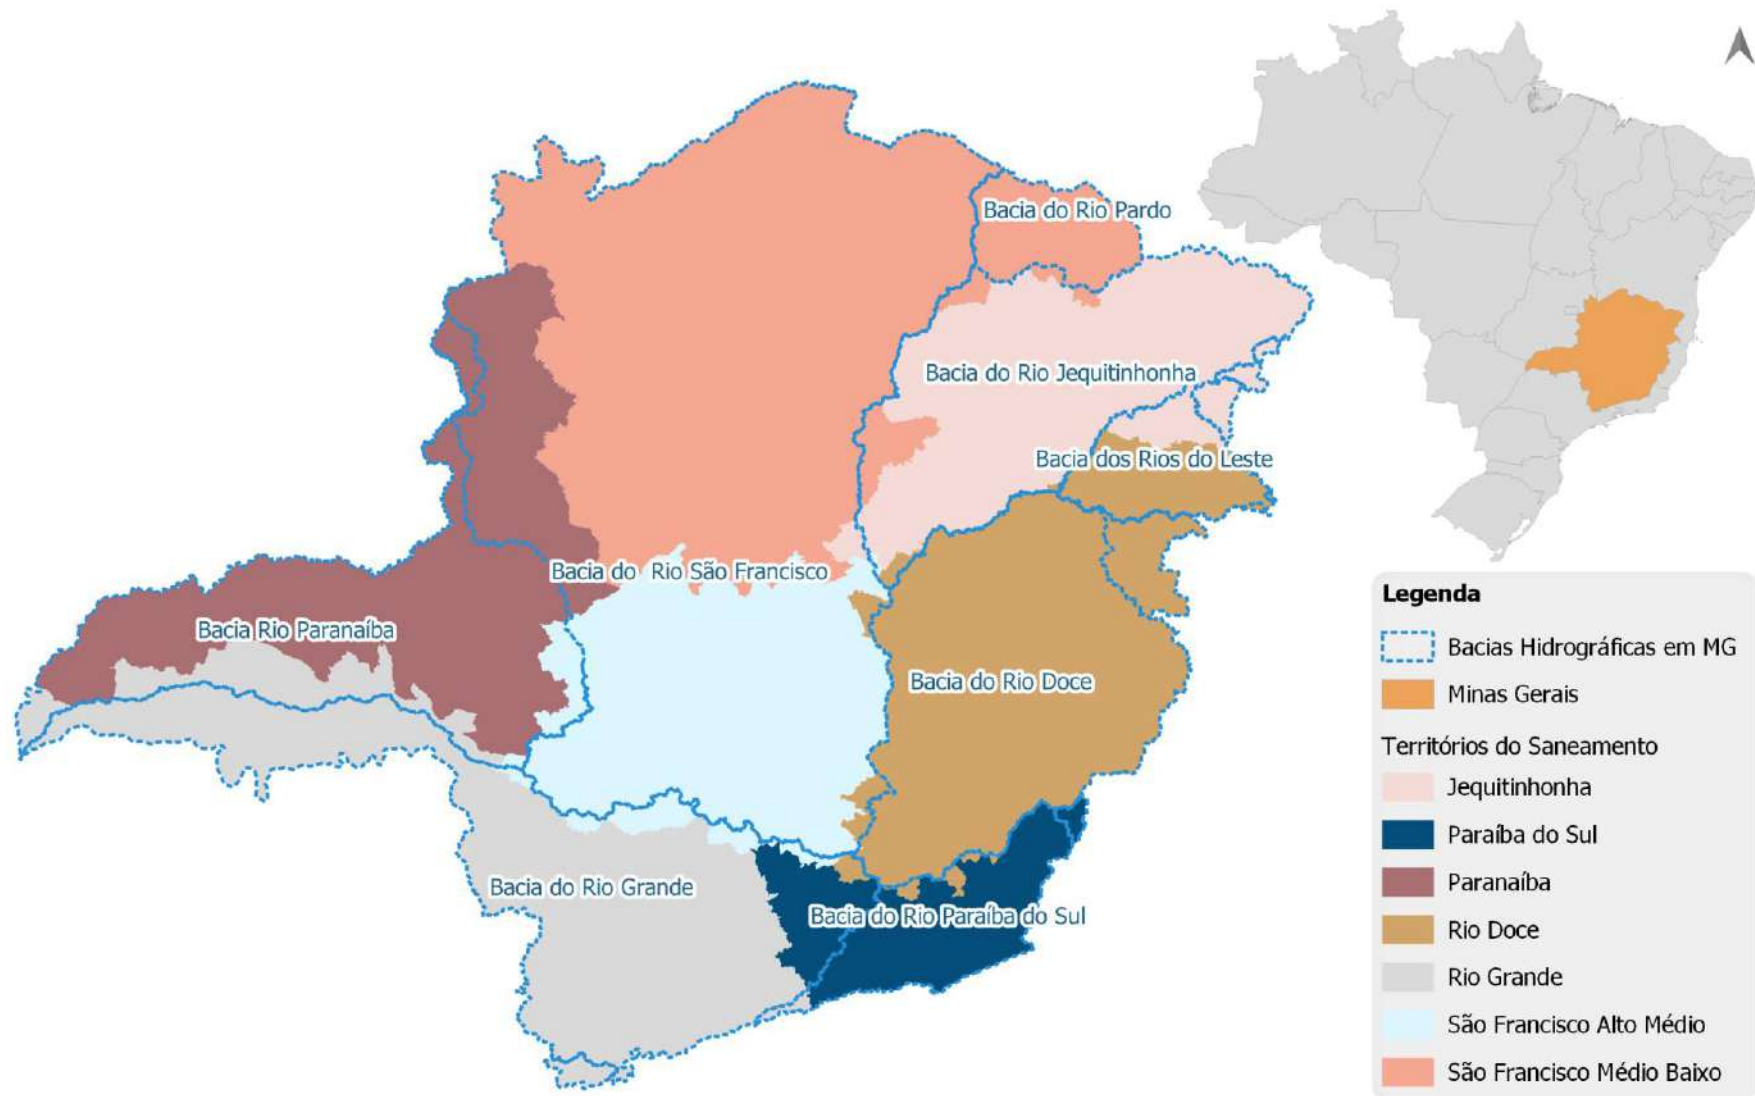 Bacia do Rio Pardo
Bacia do Rio Jequitinhonha
Bacia dos Rios do Leste
Bacia do Rio São Francisco
Bacia Rio Paranaíba
Bacia do Rio Doce
Bacia do Rio Grande
Bacia do Rio Paraíba do Sul
Legenda
Bacias Hidrográficas em MG
Minas Gerais
Territórios do Saneamento
Jequitinhonha
Paraíba do Sul
Paranaíba
Rio Doce
Rio Grande
São Francisco Alto Médio
São Francisco Médio Baixo